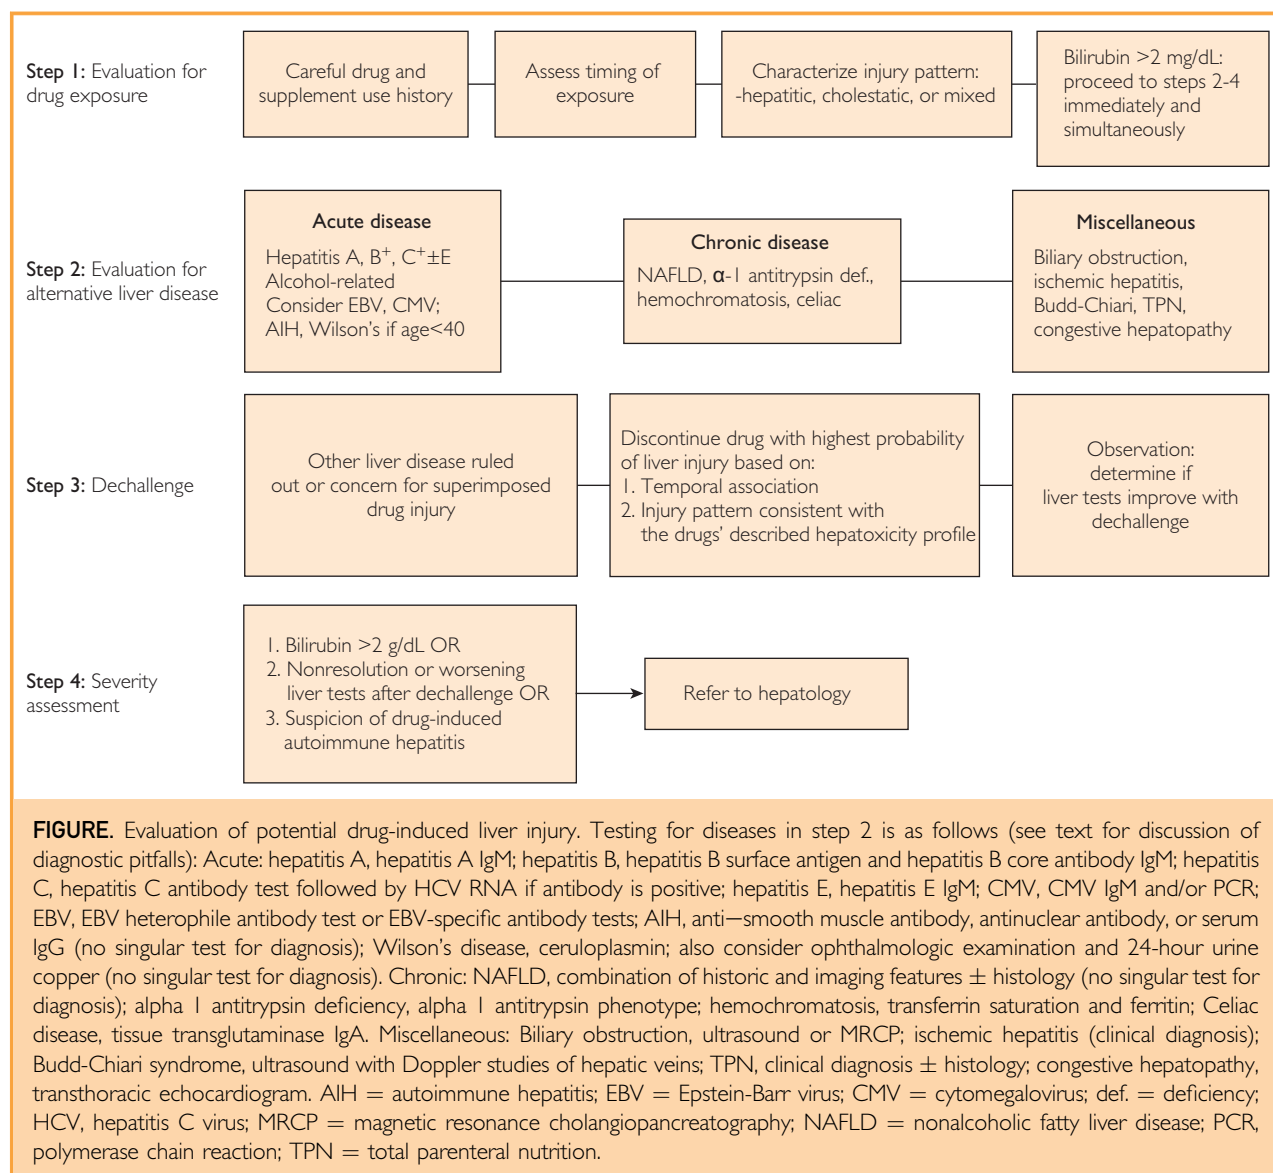 Step 1: Evaluation for
drug exposure
Careful drug and
supplement use history
Assess timing of
exposure
Characterize injury pattern:
-hepatitic, cholestatic, or mixed
Bilirubin >2 mg/dL:
proceed to steps 2-4
immediately and
simultaneously
Step 2: Evaluation for
alternative liver disease
Acute disease
Hepatitis A, B⁺, C⁺±E
Alcohol-related
Consider EBV, CMV;
AIH, Wilson's if age<40
Chronic disease
NAFLD, α-1 antitrypsin def.,
hemochromatosis, celiac
Miscellaneous
Biliary obstruction,
ischemic hepatitis,
Budd-Chiari, TPN,
congestive hepatopathy
Step 3: Dechallenge
Other liver disease ruled
out or concern for superimposed
drug injury
Discontinue drug with highest probability
of liver injury based on:
1. Temporal association
2. Injury pattern consistent with
the drugs' described hepatoxicity profile
Observation:
determine if
liver tests improve with
dechallenge
Step 4: Severity
assessment
1. Bilirubin >2 g/dL OR
2. Nonresolution or worsening
liver tests after dechallenge OR
3. Suspicion of drug-induced
autoimmune hepatitis
Refer to hepatology
FIGURE. Evaluation of potential drug-induced liver injury. Testing for diseases in step 2 is as follows (see text for discussion of
diagnostic pitfalls): Acute: hepatitis A, hepatitis A IgM; hepatitis B, hepatitis B surface antigen and hepatitis B core antibody IgM; hepatitis
C, hepatitis C antibody test followed by HCV RNA if antibody is positive; hepatitis E, hepatitis E IgM; CMV, CMV IgM and/or PCR;
EBV, EBV heterophile antibody test or EBV-specific antibody tests; AIH, anti–smooth muscle antibody, antinuclear antibody, or serum
IgG (no singular test for diagnosis); Wilson's disease, ceruloplasmin; also consider ophthalmologic examination and 24-hour urine
copper (no singular test for diagnosis). Chronic: NAFLD, combination of historic and imaging features ± histology (no singular test for
diagnosis); alpha 1 antitrypsin deficiency, alpha 1 antitrypsin phenotype; hemochromatosis, transferrin saturation and ferritin; Celiac
disease, tissue transglutaminase IgA. Miscellaneous: Biliary obstruction, ultrasound or MRCP; ischemic hepatitis (clinical diagnosis);
Budd-Chiari syndrome, ultrasound with Doppler studies of hepatic veins; TPN, clinical diagnosis ± histology; congestive hepatopathy,
transthoracic echocardiogram. AIH = autoimmune hepatitis; EBV = Epstein-Barr virus; CMV = cytomegalovirus; def. = deficiency;
HCV, hepatitis C virus; MRCP = magnetic resonance cholangiopancreatography; NAFLD = nonalcoholic fatty liver disease; PCR,
polymerase chain reaction; TPN = total parenteral nutrition.